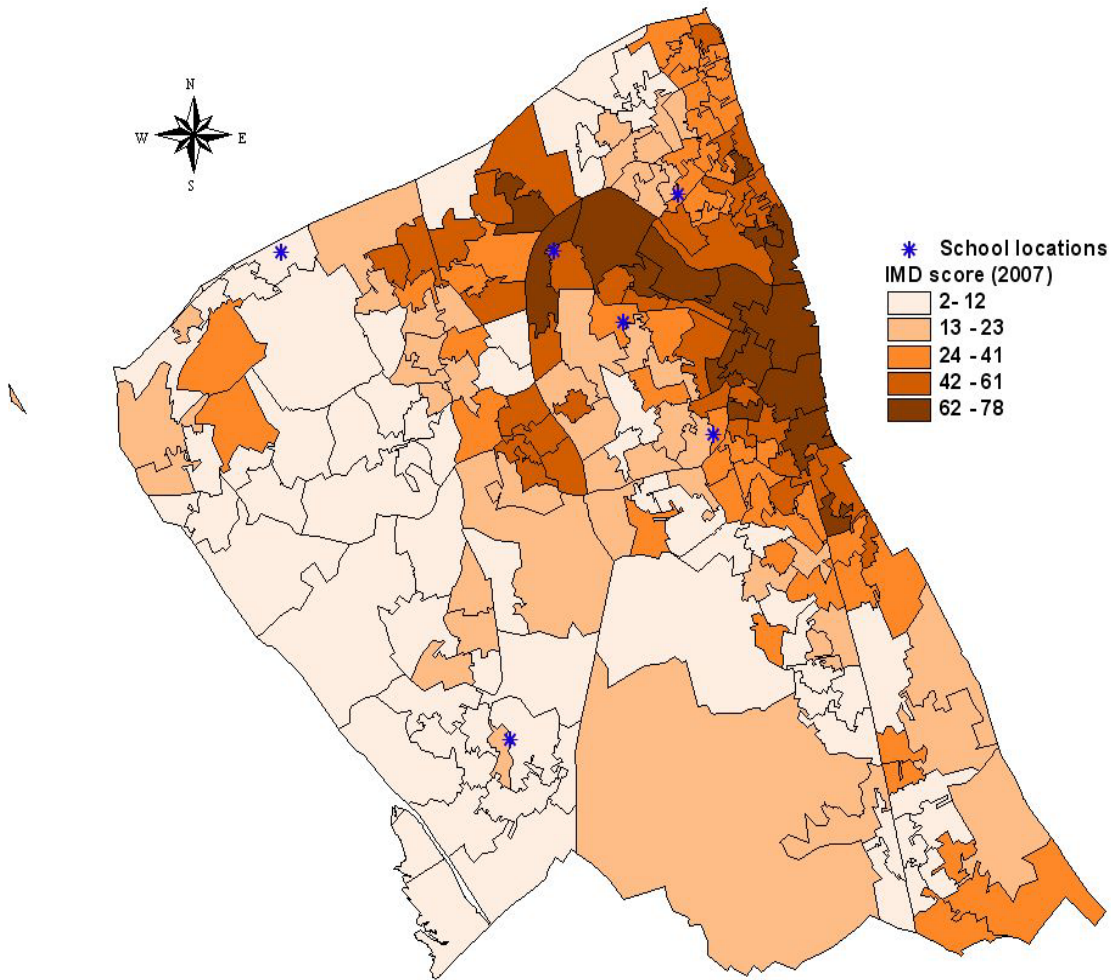 N
W E
S
School locations
IMD score (2007)
2- 12
13 - 23
24 - 41
42 - 61
62 - 78